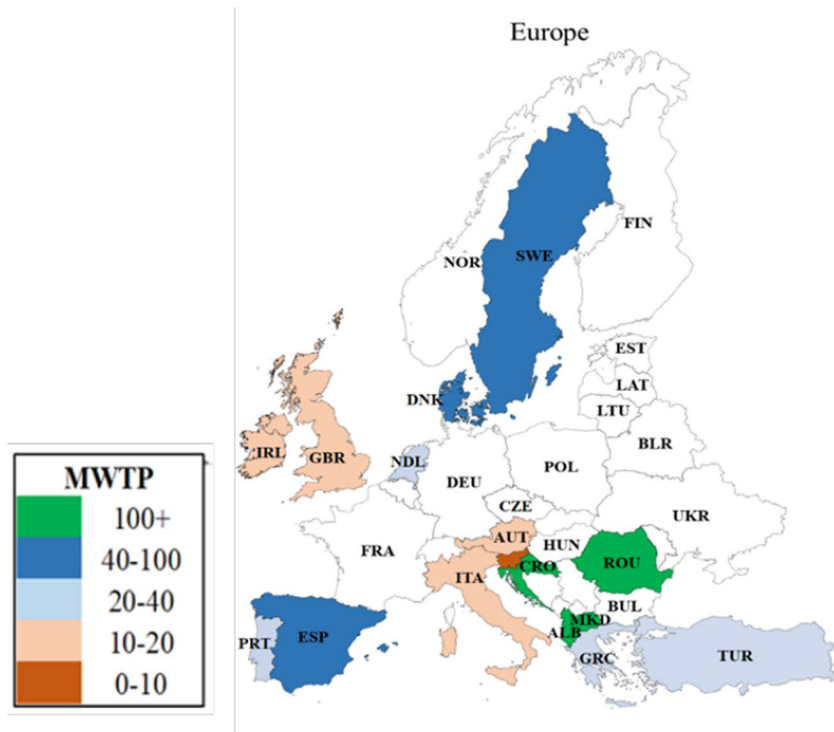 Europe
FIN
NOR
SWE
EST
LAT
DNK
LTU
BLR
IRL
GBR
NDL
POL
DEU
CZE
UKR
AUT
HUN
FRA
CRO
ROU
ITA
BUL
MKD
PRT
ESP
ALB
GRC
TUR
MWTP
100+
40-100
20-40
10-20
0-10